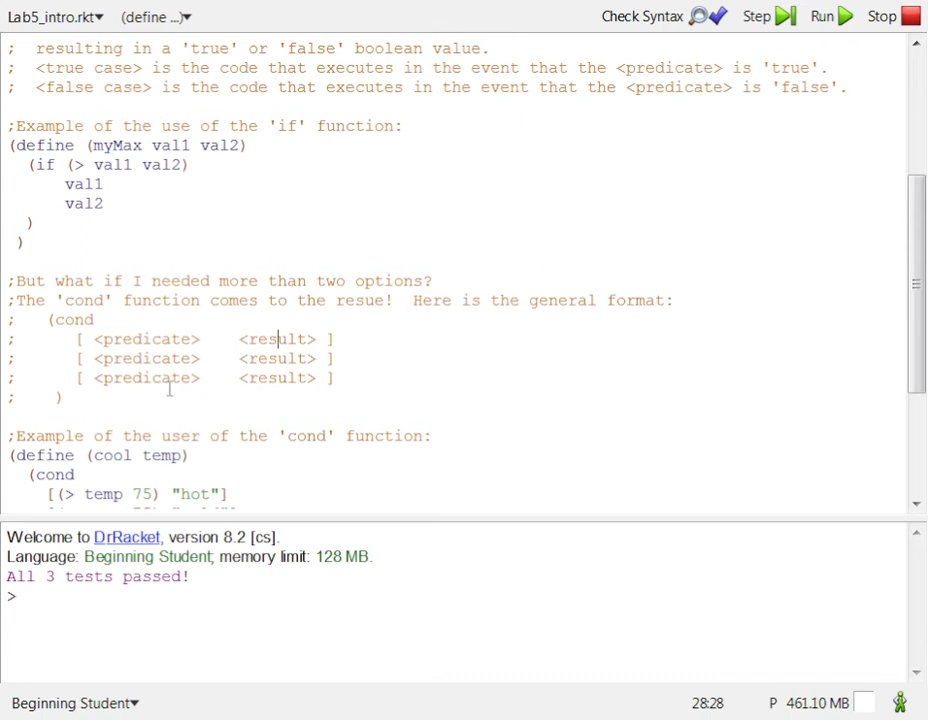 Lab5_intro.rkt▾ (define ...)▾ Check Syntax Step Run Stop
;  resulting in a 'true' or 'false' boolean value.
;  <true case> is the code that executes in the event that the <predicate> is 'true'.
;  <false case> is the code that executes in the event that the <predicate> is 'false'.
;Example of the use of the 'if' function:
(define (myMax val1 val2)
  (if (> val1 val2)
      val1
      val2
  )
 )
;But what if I needed more than two options?
;The 'cond' function comes to the resue!  Here is the general format:
;   (cond
;      [ <predicate>    <result> ]
;      [ <predicate>    <result> ]
;      [ <predicate>    <result> ]
;    )
;Example of the user of the 'cond' function:
(define (cool temp)
  (cond
    [(> temp 75) "hot"]
Welcome to DrRacket, version 8.2 [cs].
Language: Beginning Student; memory limit: 128 MB.
All 3 tests passed!
>
Beginning Student▾ 28:28 P 461.10 MB